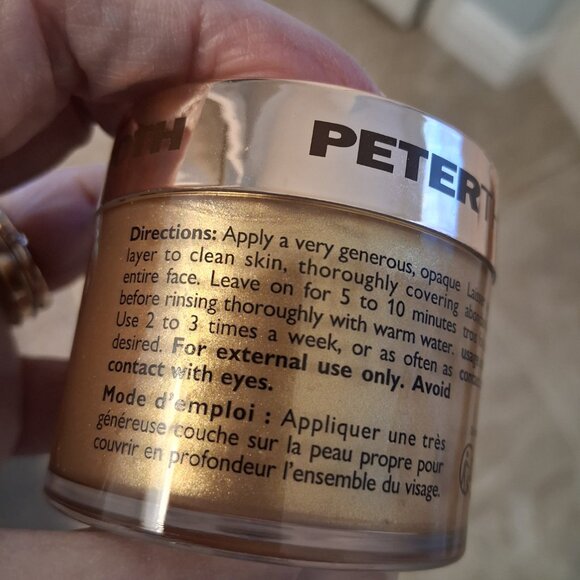 TH PETERT
Directions: Apply a very generous, opaque
layer to clean skin, thoroughly covering
entire face. Leave on for 5 to 10 minutes
before rinsing thoroughly with warm water.
Use 2 to 3 times a week, or as often as
desired. For external use only. Avoid
contact with eyes.
Mode d'emploi : Appliquer une très
généreuse couche sur la peau propre pour
couvrir en profondeur l'ensemble du visage.